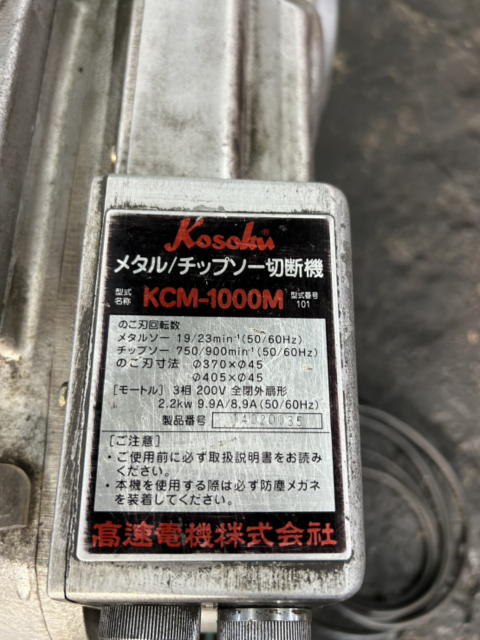 Kosoku
メタル/チップソー切断機
型式名称 KCM-1000M 型式番号 101
のこ刃回転数
メタルソー 19/23min⁻¹(50/60Hz)
チップソー 750/900min⁻¹(50/60Hz)
のこ刃寸法 Φ370×Φ45
Φ405×Φ45
[モートル] 3相 200V 全閉外扇形
2.2kw 9.9A/8.9A(50/60Hz)
製品番号 14020035
[ご注意]
・ご使用前に必ず取扱説明書をお読み
ください。
・本機を使用する際は必ず防塵メガネ
を装着してください。
高速電機株式会社